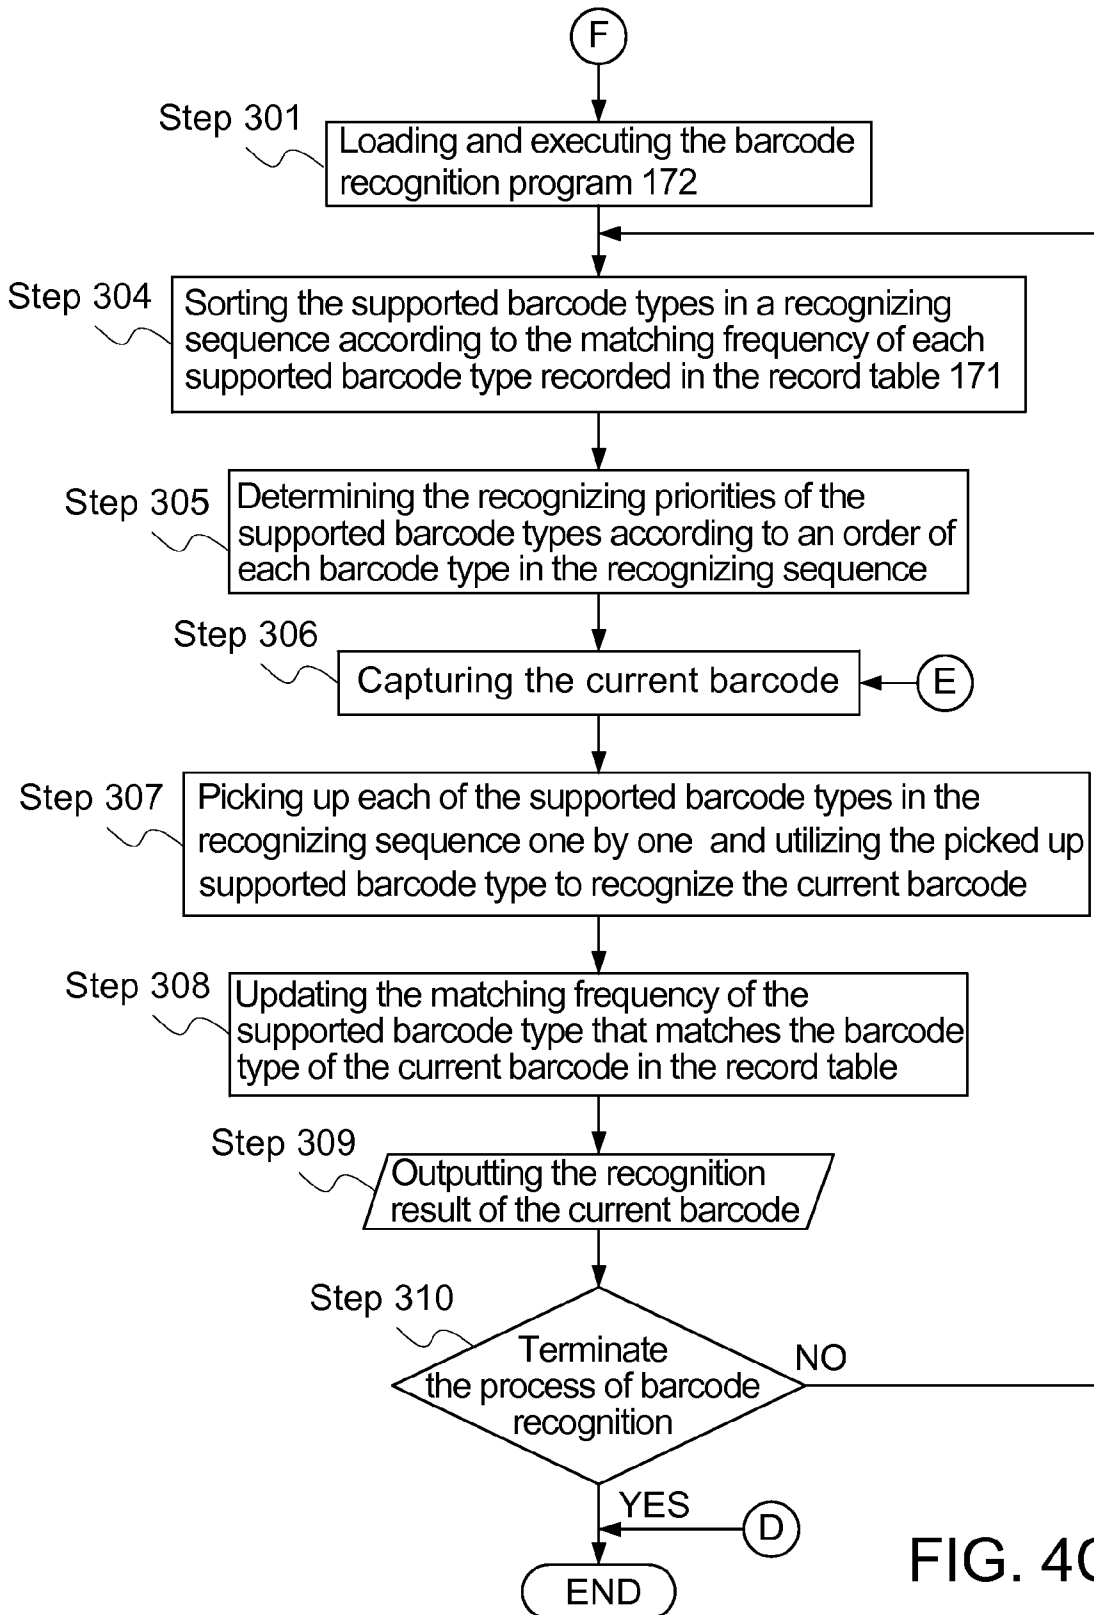 F
Step 301
Loading and executing the barcode
recognition program 172
Step 304
Sorting the supported barcode types in a recognizing
sequence according to the matching frequency of each
supported barcode type recorded in the record table 171
Step 305
Determining the recognizing priorities of the
supported barcode types according to an order of
each barcode type in the recognizing sequence
Step 306
Capturing the current barcode
E
Step 307
Picking up each of the supported barcode types in the
recognizing sequence one by one and utilizing the picked up
supported barcode type to recognize the current barcode
Step 308
Updating the matching frequency of the
supported barcode type that matches the barcode
type of the current barcode in the record table
Step 309
Outputting the recognition
result of the current barcode
Step 310
Terminate
the process of barcode
recognition
NO
YES
D
END
FIG.